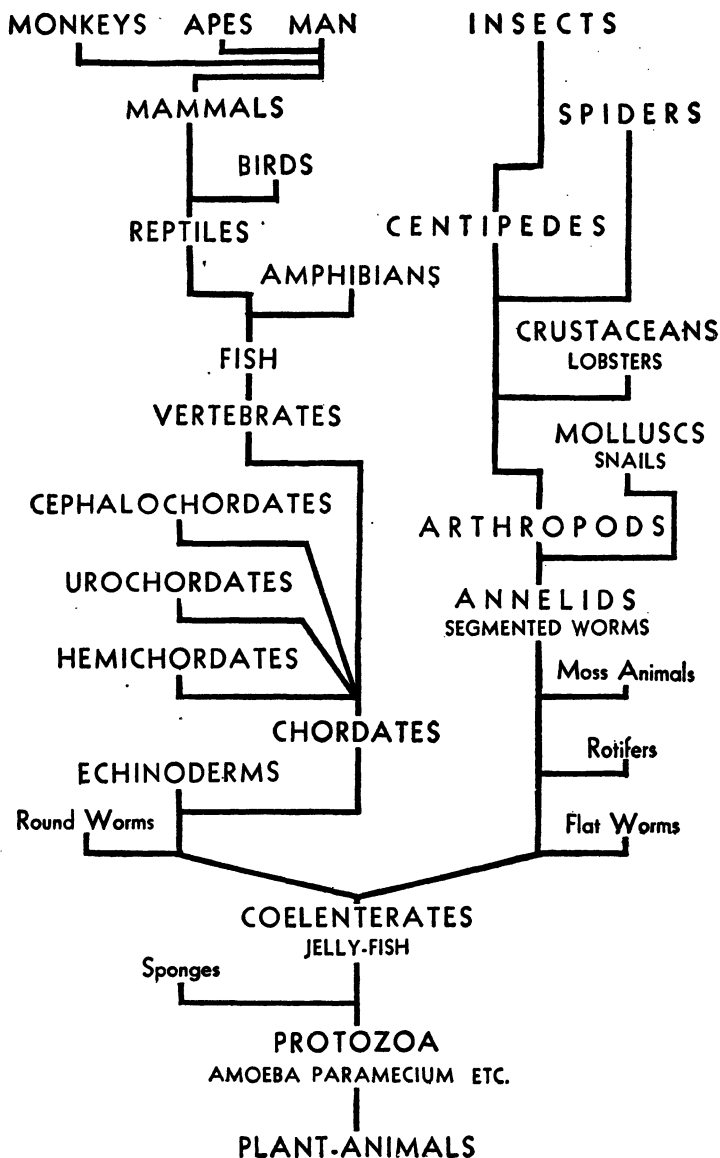 MONKEYS APES MAN INSECTS
SPIDERS
MAMMALS
BIRDS
CENTIPEDES
REPTILES
AMPHIBIANS
CRUSTACEANS
FISH
LOBSTERS
VERTEBRATES
MOLLUSCS
SNAILS
CEPHALOCHORDATES
ARTHROPODS
UROCHORDATES
ANNELIDS
SEGMENTED WORMS
HEMICHORDATES
Moss Animals
CHORDATES
Rotifers
ECHINODERMS
Round Worms
Flat Worms
COELENTERATES
JELLY-FISH
Sponges
PROTOZOA
AMOEBA PARAMECIUM ETC.
PLANT-ANIMALS